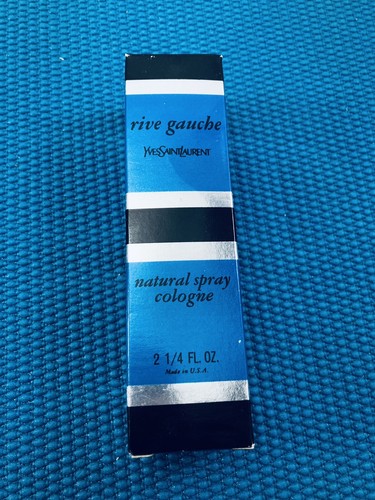 rive gauche
YVESSAINTLAURENT
natural spray
cologne
2 1/4 FL. OZ.
Made in U.S.A.